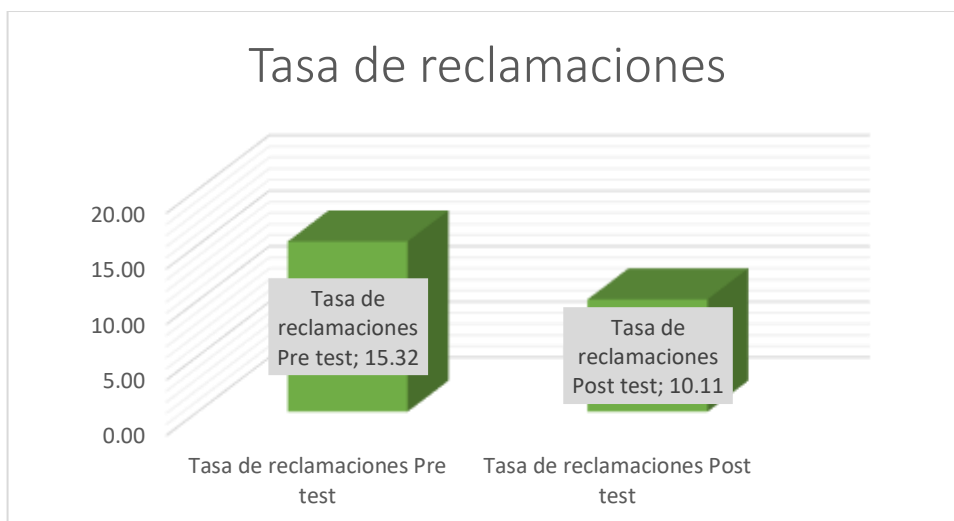 Tasa de reclamaciones
20.00
15.00
10.00
5.00
0.00
Tasa de
reclamaciones
Pre test; 15.32
Tasa de
reclamaciones
Post test; 10.11
Tasa de reclamaciones Pre
test
Tasa de reclamaciones Post
test